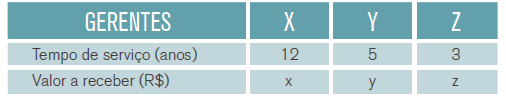 GERENTES X Y Z
Tempo de serviço (anos) 12 5 3
Valor a receber (R$) x y z